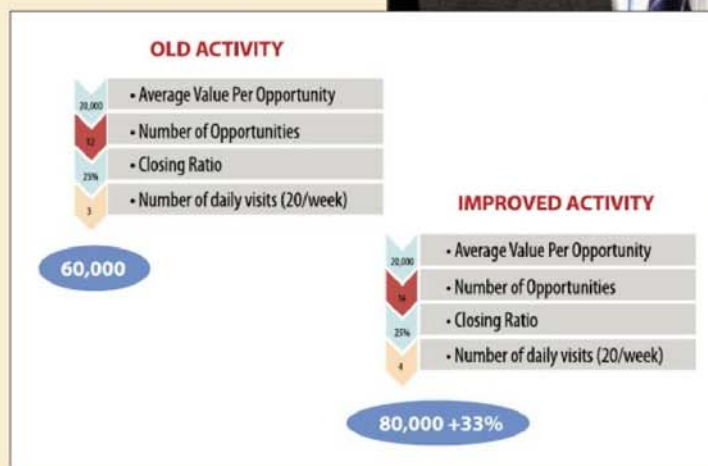 OLD ACTIVITY
20,000 • Average Value Per Opportunity
12 • Number of Opportunities
25% • Closing Ratio
3 • Number of daily visits (20/week)
60,000
IMPROVED ACTIVITY
20,000 • Average Value Per Opportunity
16 • Number of Opportunities
25% • Closing Ratio
4 • Number of daily visits (20/week)
80,000 +33%